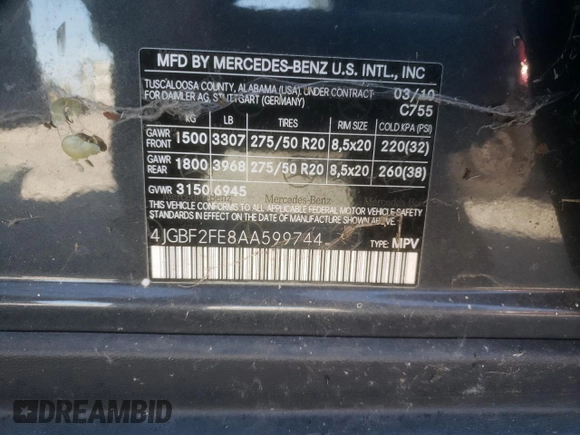 MFD BY MERCEDES-BENZ U.S. INTL., INC
TUSCALOOSA COUNTY, ALABAMA (USA), UNDER CONTRACT 03/10
FOR DAIMLER AG, STUTTGART (GERMANY) C755
KG LB TIRES RIM SIZE COLD KPA (PSI)
GAWR FRONT 1500 3307 275/50 R20 8,5x20 220(32)
GAWR REAR 1800 3968 275/50 R20 8,5x20 260(38)
GVWR 3150 6945
Benz Mercedes-Benz
THIS VEHICLE CONFORMS TO ALL APPLICABLE FEDERAL MOTOR VEHICLE SAFETY
STANDARDS IN EFFECT ON THE DATE OF MANUFACTURE SHOWN ABOVE.
4JGBF2FE8AA599744 TYPE: MPV
DREAMBID